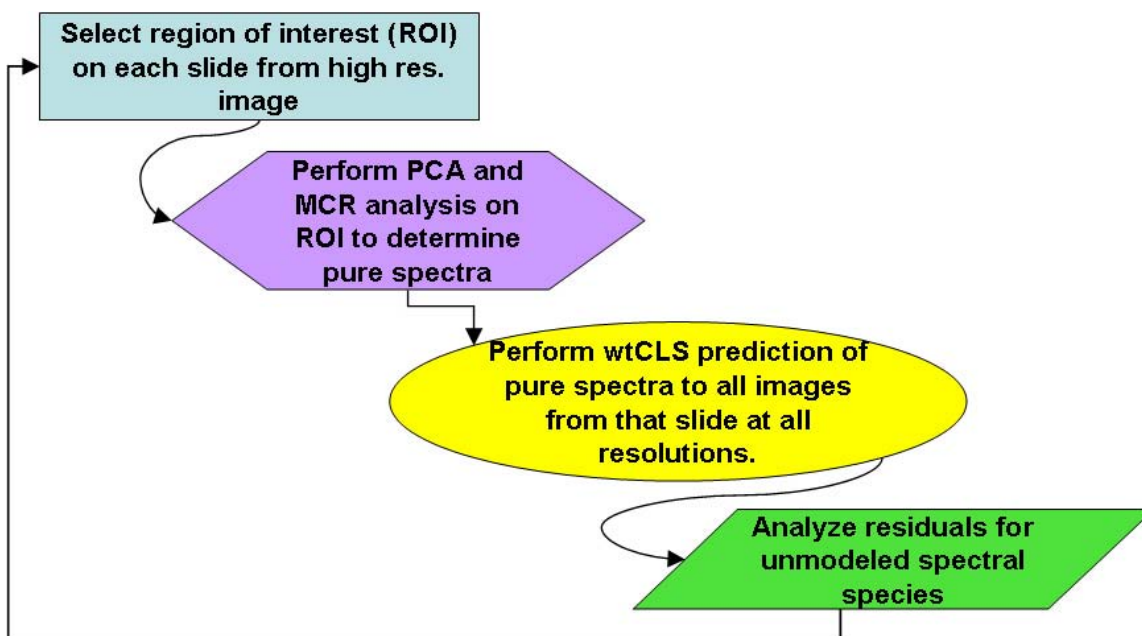 Select region of interest (ROI)
on each slide from high res.
image
Perform PCA and
MCR analysis on
ROI to determine
pure spectra
Perform wtCLS prediction of
pure spectra to all images
from that slide at all
resolutions.
Analyze residuals for
unmodeled spectral
species